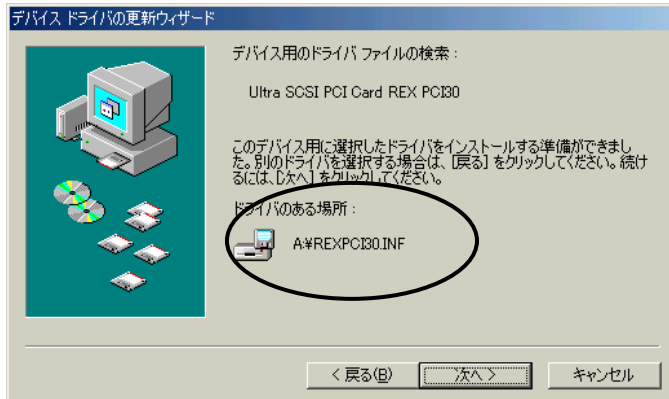 デバイス ドライバの更新ウィザード
デバイス用のドライバ ファイルの検索：
Ultra SCSI PCI Card REX PCI30
このデバイス用に選択したドライバをインストールする準備ができまし
た。別のドライバを選択する場合は、[戻る] をクリックしてください。続け
るには、[次へ] をクリックしてください。
ドライバのある場所：
A:¥REXPCI30.INF
< 戻る(B)
次へ >
キャンセル